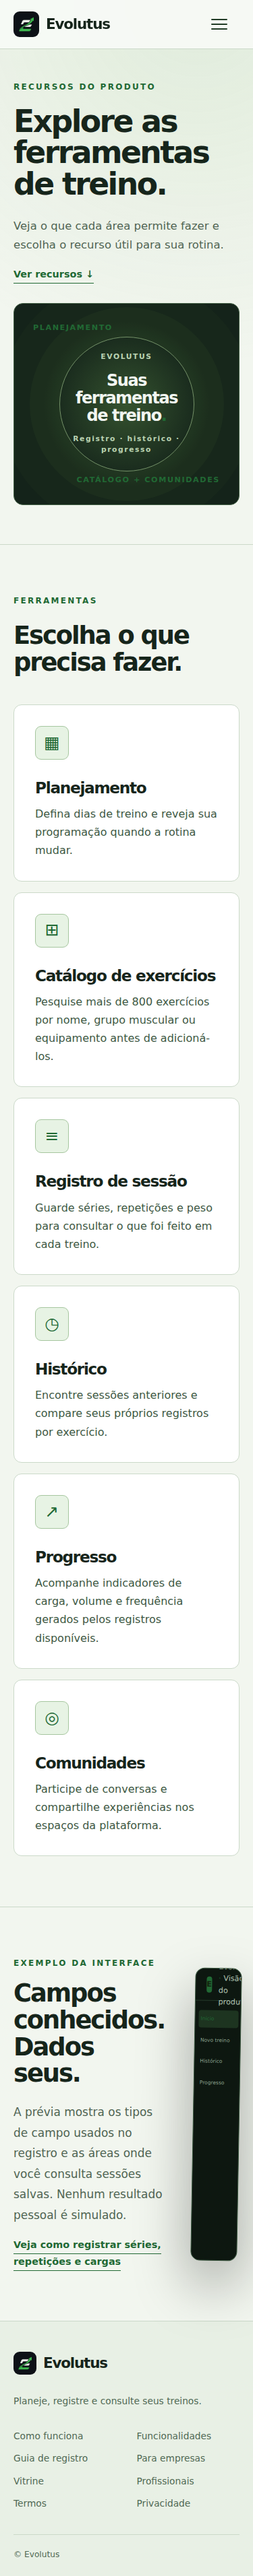 Evolutus
RECURSOS DO PRODUTO
Explore as
ferramentas
de treino.
Veja o que cada área permite fazer e
escolha o recurso útil para sua rotina.
Ver recursos ↓
PLANEJAMENTO
EVOLUTUS
Suas
ferramentas
de treino.
Registro · histórico ·
progresso
CATÁLOGO + COMUNIDADES
FERRAMENTAS
Escolha o que
precisa fazer.
Planejamento
Defina dias de treino e reveja sua
programação quando a rotina
mudar.
Catálogo de exercícios
Pesquise mais de 800 exercícios
por nome, grupo muscular ou
equipamento antes de adicioná-
los.
Registro de sessão
Guarde séries, repetições e peso
para consultar o que foi feito em
cada treino.
Histórico
Encontre sessões anteriores e
compare seus próprios registros
por exercício.
Progresso
Acompanhe indicadores de
carga, volume e frequência
gerados pelos registros
disponíveis.
Comunidades
Participe de conversas e
compartilhe experiências nos
espaços da plataforma.
EXEMPLO DA INTERFACE
Campos
conhecidos.
Dados
seus.
A prévia mostra os tipos
de campo usados no
registro e as áreas onde
você consulta sessões
salvas. Nenhum resultado
pessoal é simulado.
Veja como registrar séries,
repetições e cargas
· Visão
do
produ
Novo treino
Histórico
Progresso
Evolutus
Planeje, registre e consulte seus treinos.
Como funciona
Funcionalidades
Guia de registro
Para empresas
Vitrine
Profissionais
Termos
Privacidade
© Evolutus